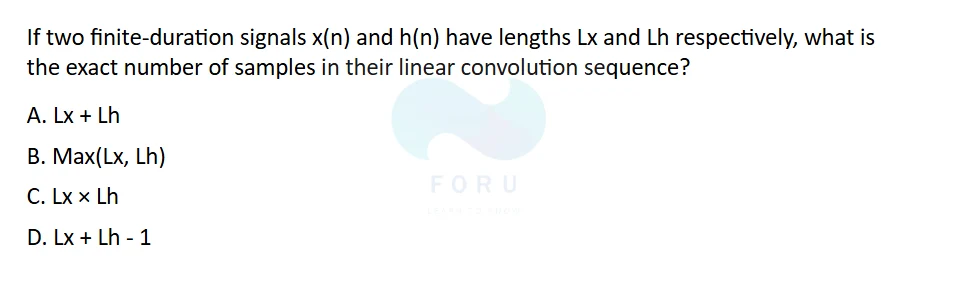 If two finite-duration signals x(n) and h(n) have lengths Lx and Lh respectively, what is
the exact number of samples in their linear convolution sequence?
A. Lx + Lh
B. Max(Lx, Lh)
C. Lx × Lh
D. Lx + Lh - 1
FORU